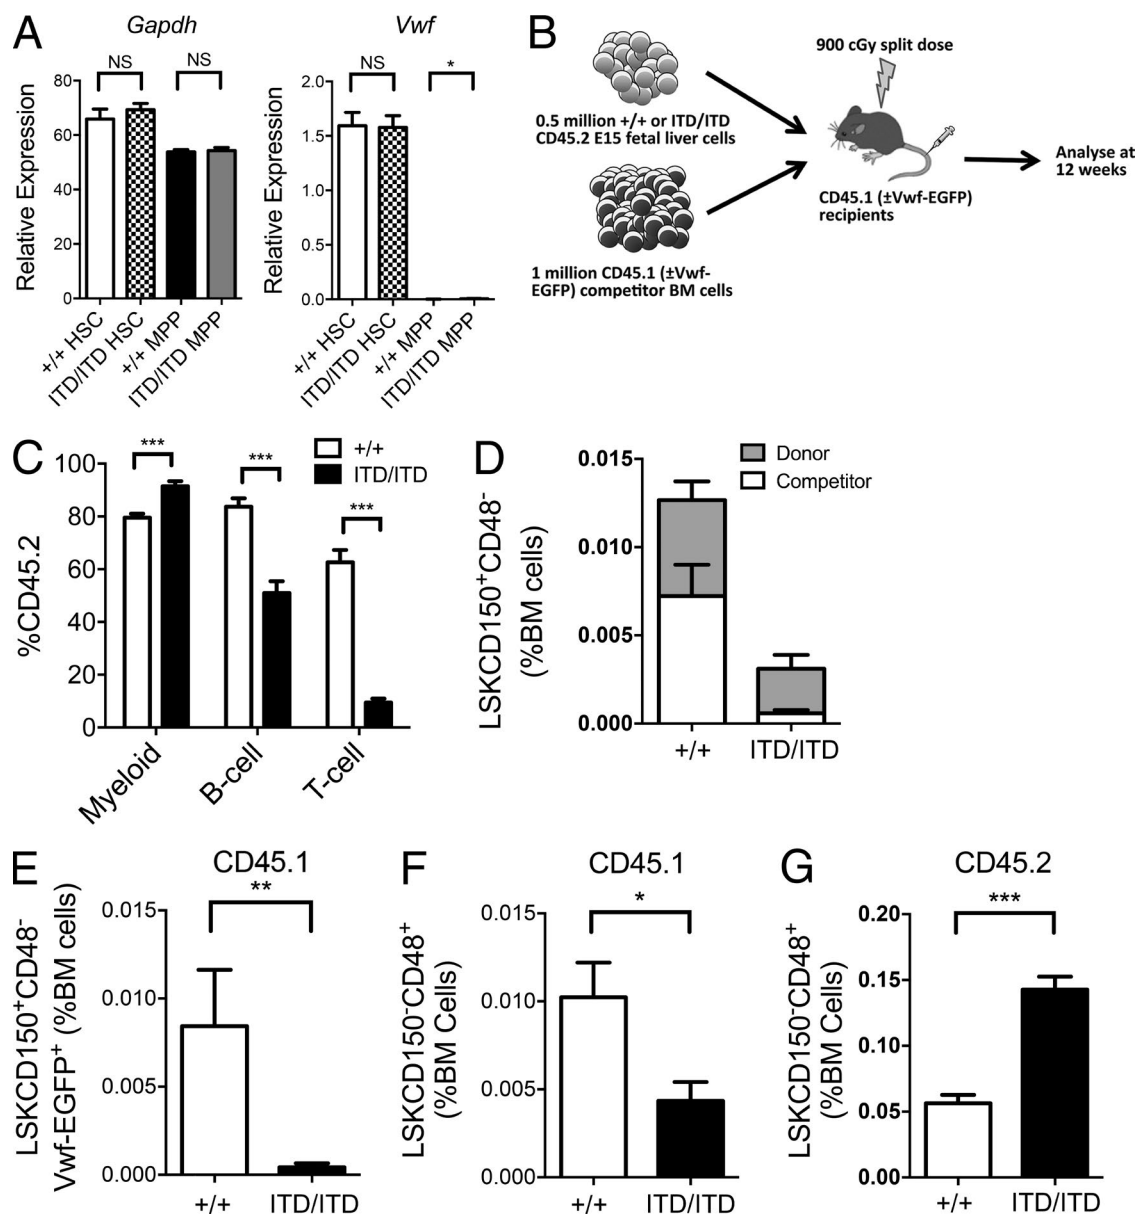 A
Gapdh
Vwf
NS
NS
NS
*
Relative Expression
80
60
40
20
0
+/+ HSC
ITD/ITD HSC
+/+ MPP
ITD/ITD MPP
Relative Expression
2.0
1.5
1.0
0.5
0.0
+/+ HSC
ITD/ITD HSC
+/+ MPP
ITD/ITD MPP
B
900 cGy split dose
0.5 million +/+ or ITD/ITD
CD45.2 E15 fetal liver cells
1 million CD45.1 (±Vwf-
EGFP) competitor BM cells
CD45.1 (±Vwf-EGFP)
recipients
Analyse at
12 weeks
C
+/+
ITD/ITD
***
***
***
%CD45.2
100
80
60
40
20
0
Myeloid
B-cell
T-cell
D
Donor
Competitor
LSKCD150⁺CD48⁻
(%BM cells)
0.015
0.010
0.005
0.000
+/+
ITD/ITD
E
CD45.1
**
LSKCD150⁺CD48⁻
Vwf-EGFP⁺ (%BM cells)
0.015
0.010
0.005
0.000
+/+
ITD/ITD
F
CD45.1
*
LSKCD150⁻CD48⁺
(%BM Cells)
0.015
0.010
0.005
0.000
+/+
ITD/ITD
G
CD45.2
***
LSKCD150⁻CD48⁺
(%BM Cells)
0.20
0.15
0.10
0.05
0.00
+/+
ITD/ITD